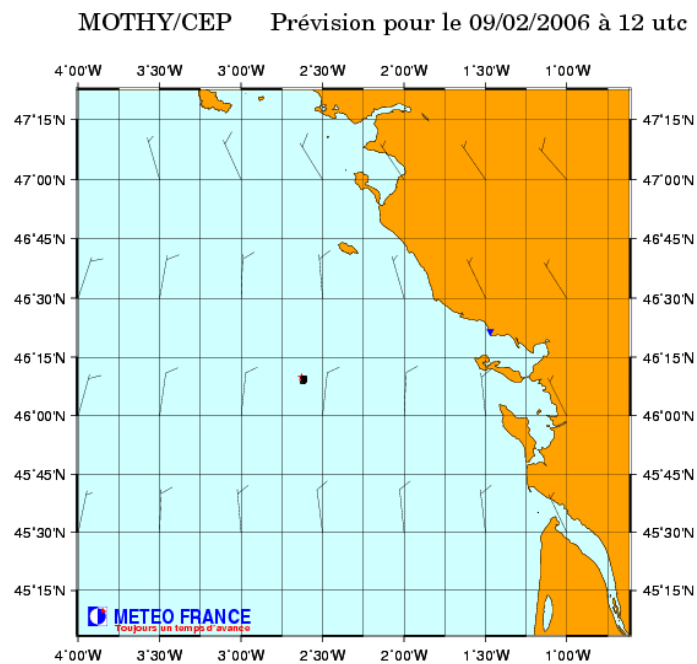 MOTHY/CEP Prévision pour le 09/02/2006 à 12 utc
4°00'W 3°30'W 3°00'W 2°30'W 2°00'W 1°30'W 1°00'W
47°15'N 47°15'N
47°00'N 47°00'N
46°45'N 46°45'N
46°30'N 46°30'N
46°15'N 46°15'N
46°00'N 46°00'N
45°45'N 45°45'N
45°30'N 45°30'N
45°15'N 45°15'N
METEO FRANCE
Toujours un temps d'avance
4°00'W 3°30'W 3°00'W 2°30'W 2°00'W 1°30'W 1°00'W